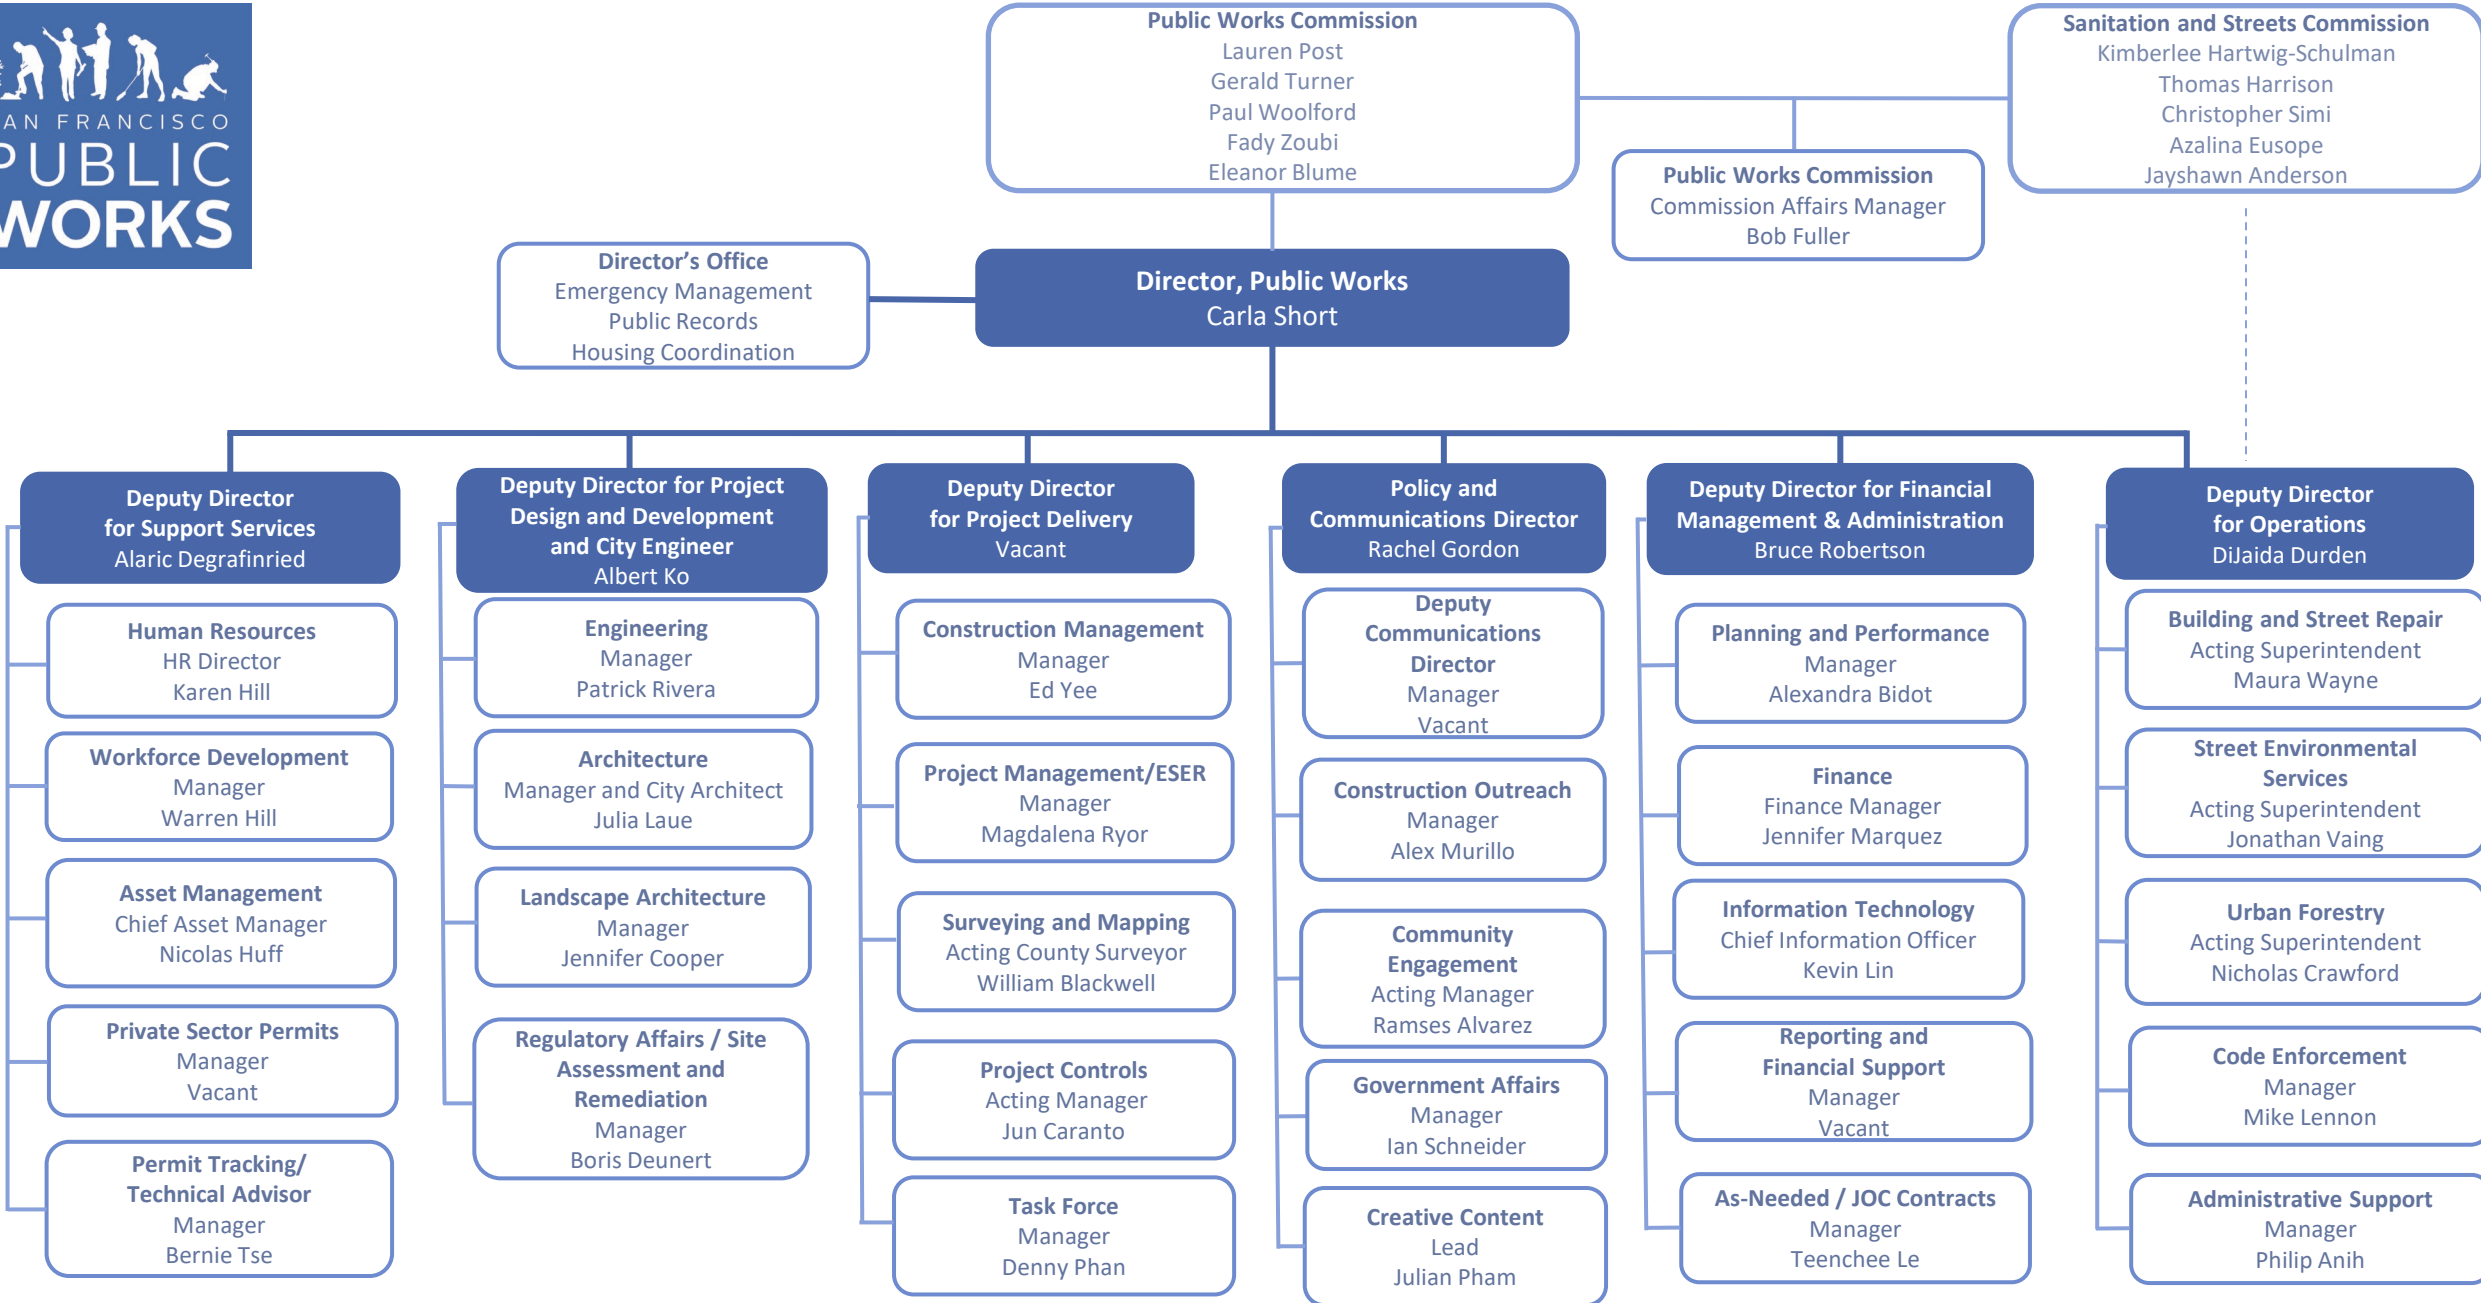 AN FRANCISCO
PUBLIC
WORKS
Public Works Commission
Lauren Post
Gerald Turner
Paul Woolford
Fady Zoubi
Eleanor Blume
Sanitation and Streets Commission
Kimberlee Hartwig-Schulman
Thomas Harrison
Christopher Simi
Azalina Eusope
Jayshawn Anderson
Public Works Commission
Commission Affairs Manager
Bob Fuller
Director's Office
Emergency Management
Public Records
Housing Coordination
Director, Public Works
Carla Short
Deputy Director
for Support Services
Alaric Degrafinried
Human Resources
HR Director
Karen Hill
Workforce Development
Manager
Warren Hill
Asset Management
Chief Asset Manager
Nicolas Huff
Private Sector Permits
Manager
Vacant
Permit Tracking/
Technical Advisor
Manager
Bernie Tse
Deputy Director for Project
Design and Development
and City Engineer
Albert Ko
Engineering
Manager
Patrick Rivera
Architecture
Manager and City Architect
Julia Laue
Landscape Architecture
Manager
Jennifer Cooper
Regulatory Affairs / Site
Assessment and
Remediation
Manager
Boris Deunert
Deputy Director
for Project Delivery
Vacant
Construction Management
Manager
Ed Yee
Project Management/ESER
Manager
Magdalena Ryor
Surveying and Mapping
Acting County Surveyor
William Blackwell
Project Controls
Acting Manager
Jun Caranto
Task Force
Manager
Denny Phan
Policy and
Communications Director
Rachel Gordon
Deputy
Communications
Director
Manager
Vacant
Construction Outreach
Manager
Alex Murillo
Community
Engagement
Acting Manager
Ramses Alvarez
Government Affairs
Manager
Ian Schneider
Creative Content
Lead
Julian Pham
Deputy Director for Financial
Management & Administration
Bruce Robertson
Planning and Performance
Manager
Alexandra Bidot
Finance
Finance Manager
Jennifer Marquez
Information Technology
Chief Information Officer
Kevin Lin
Reporting and
Financial Support
Manager
Vacant
As-Needed / JOC Contracts
Manager
Teenchee Le
Deputy Director
for Operations
DiJaida Durden
Building and Street Repair
Acting Superintendent
Maura Wayne
Street Environmental
Services
Acting Superintendent
Jonathan Vaing
Urban Forestry
Acting Superintendent
Nicholas Crawford
Code Enforcement
Manager
Mike Lennon
Administrative Support
Manager
Philip Anih